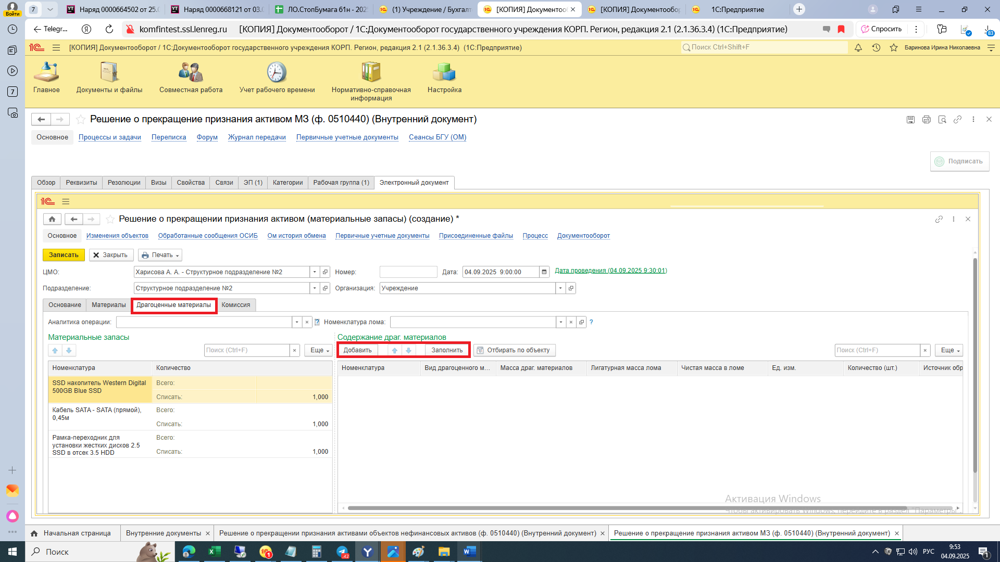 Войти
7
Наряд 0000664502 от 25.0
Наряд 0000668121 от 03.0
ЛО.СтопБумага б1н - 202
(1) Учреждение / Бухгалт
[КОПИЯ] Документооб
[КОПИЯ] Документообор
1С:Предприятие
Telegr...
komfintest.ssl.lenreg.ru
[КОПИЯ] Документооборот / 1С:Документооборот государственного учреждения КОРП. Регион, редакция 2.1 (2.1.36.3.4) (1С:Предприятие)
Спросить
83
[КОПИЯ] Документооборот / 1С:Документооборот государственного учреждения КОРП. Регион, редакция 2.1 (2.1.36.3.4) (1С:Предприятие)
Поиск Ctrl+Shift+F
Баринова Ирина Николаевна
7
Главное
Документы и файлы
Совместная работа
Учет рабочего времени
Нормативно-справочная
информация
Настройка
Решение о прекращение признания активом МЗ (ф. 0510440) (Внутренний документ)
Основное
Процессы и задачи
Переписка
Форум
Журнал передачи
Первичные учетные документы
Сеансы БГУ (ОМ)
Подписать
Обзор
Реквизиты
Резолюции
Визы
Свойства
Связи
ЭП (1)
Категории
Рабочая группа (1)
Электронный документ
Решение о прекращении признания активом (материальные запасы) (создание) *
Основное
Изменения объектов
Обработанные сообщения ОСИБ
Ом история обмена
Первичные учетные документы
Присоединенные файлы
Процесс
Документооборот
Записать
Закрыть
Печать
ЦМО:
Харисова А. А. - Структурное подразделение №2
Номер:
Дата:
04.09.2025 9:00:00
Дата проведения (04.09.2025 9:30:01)
Подразделение:
Структурное подразделение №2
Организация:
Учреждение
Основание
Материалы
Драгоценные материалы
Комиссия
Аналитика операции:
Номенклатура лома:
?
Материальные запасы
Содержание драг. материалов
Поиск (Ctrl+F)
Еще
Добавить
Заполнить
Отбирать по объекту
Поиск (Ctrl+F)
Еще
Номенклатура
Количество
Номенклатура
Вид драгоценного м...
Масса драг. материалов
Лигатурная масса лома
Чистая масса в ломе
Ед. изм.
Количество (шт.)
Источник обр
SSD накопитель Western Digital
500GB Blue SSD
Всего:
Списать:
1,000
Кабель SATA - SATA (прямой),
0,45м
Всего:
Списать:
1,000
Рамка-переходник для
установки жестких дисков 2.5
SSD в отсек 3.5 HDD
Всего:
Списать:
1,000
Активация Windows
Чтобы активировать Windows, перейдите в раздел "Параметры".
Начальная страница
Внутренние документы
Решение о прекращении признания активами объектов нефинансовых активов (ф. 0510440) (Внутренний документ)
Решение о прекращение признания активом МЗ (ф. 0510440) (Внутренний документ)
Поиск
1
42
РУС
9:53
04.09.2025
1